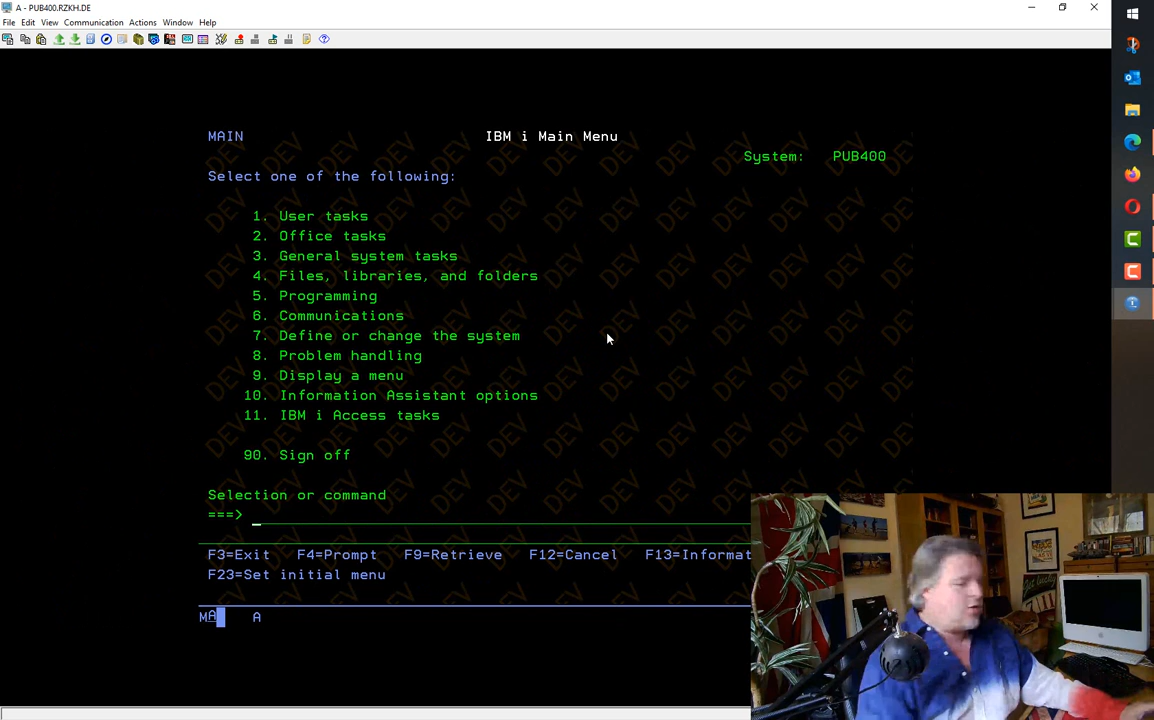 A - PUB400.RZKH.DE
File Edit View Communication Actions Window Help
MAIN IBM i Main Menu
System: PUB400
Select one of the following:
1. User tasks
2. Office tasks
3. General system tasks
4. Files, libraries, and folders
5. Programming
6. Communications
7. Define or change the system
8. Problem handling
9. Display a menu
10. Information Assistant options
11. IBM i Access tasks
90. Sign off
Selection or command
===>
F3=Exit F4=Prompt F9=Retrieve F12=Cancel F13=Informat
F23=Set initial menu
MA A